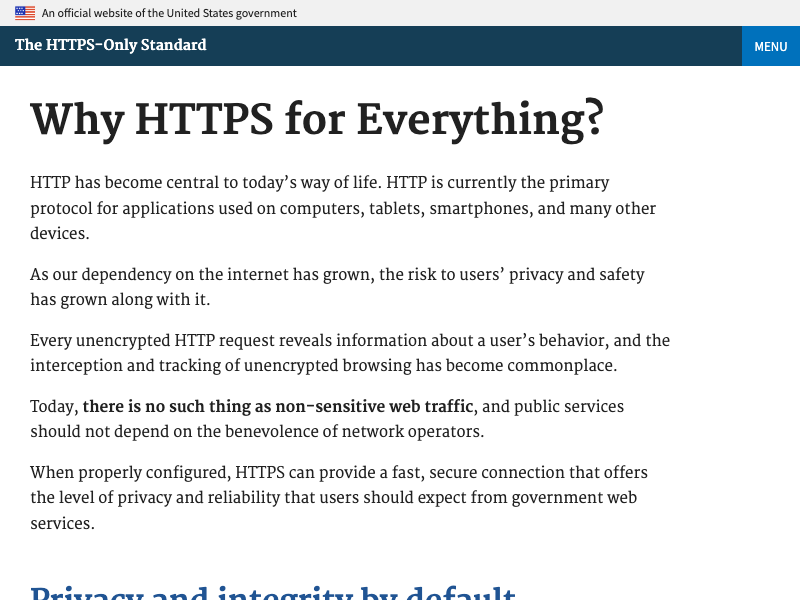 An official website of the United States government
The HTTPS-Only Standard
MENU
Why HTTPS for Everything?
HTTP has become central to today’s way of life. HTTP is currently the primary
protocol for applications used on computers, tablets, smartphones, and many other
devices.
As our dependency on the internet has grown, the risk to users’ privacy and safety
has grown along with it.
Every unencrypted HTTP request reveals information about a user’s behavior, and the
interception and tracking of unencrypted browsing has become commonplace.
Today, there is no such thing as non-sensitive web traffic, and public services
should not depend on the benevolence of network operators.
When properly configured, HTTPS can provide a fast, secure connection that offers
the level of privacy and reliability that users should expect from government web
services.
Privacy and integrity by default